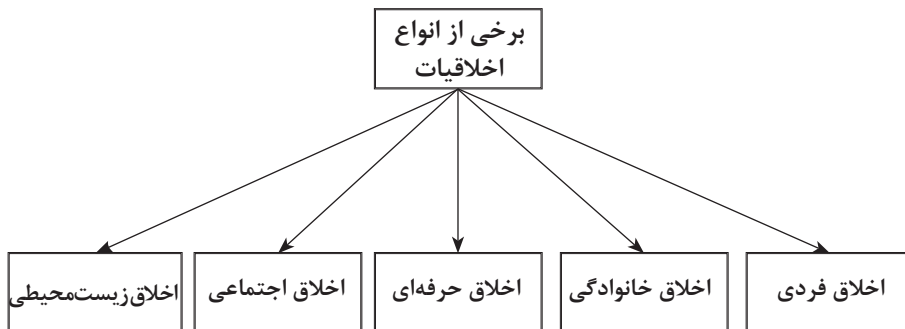 برخی از انواع
اخلاقیات
اخلاق فردی
اخلاق خانوادگی
اخلاق حرفه‌ای
اخلاق اجتماعی
اخلاق زیست‌محیطی